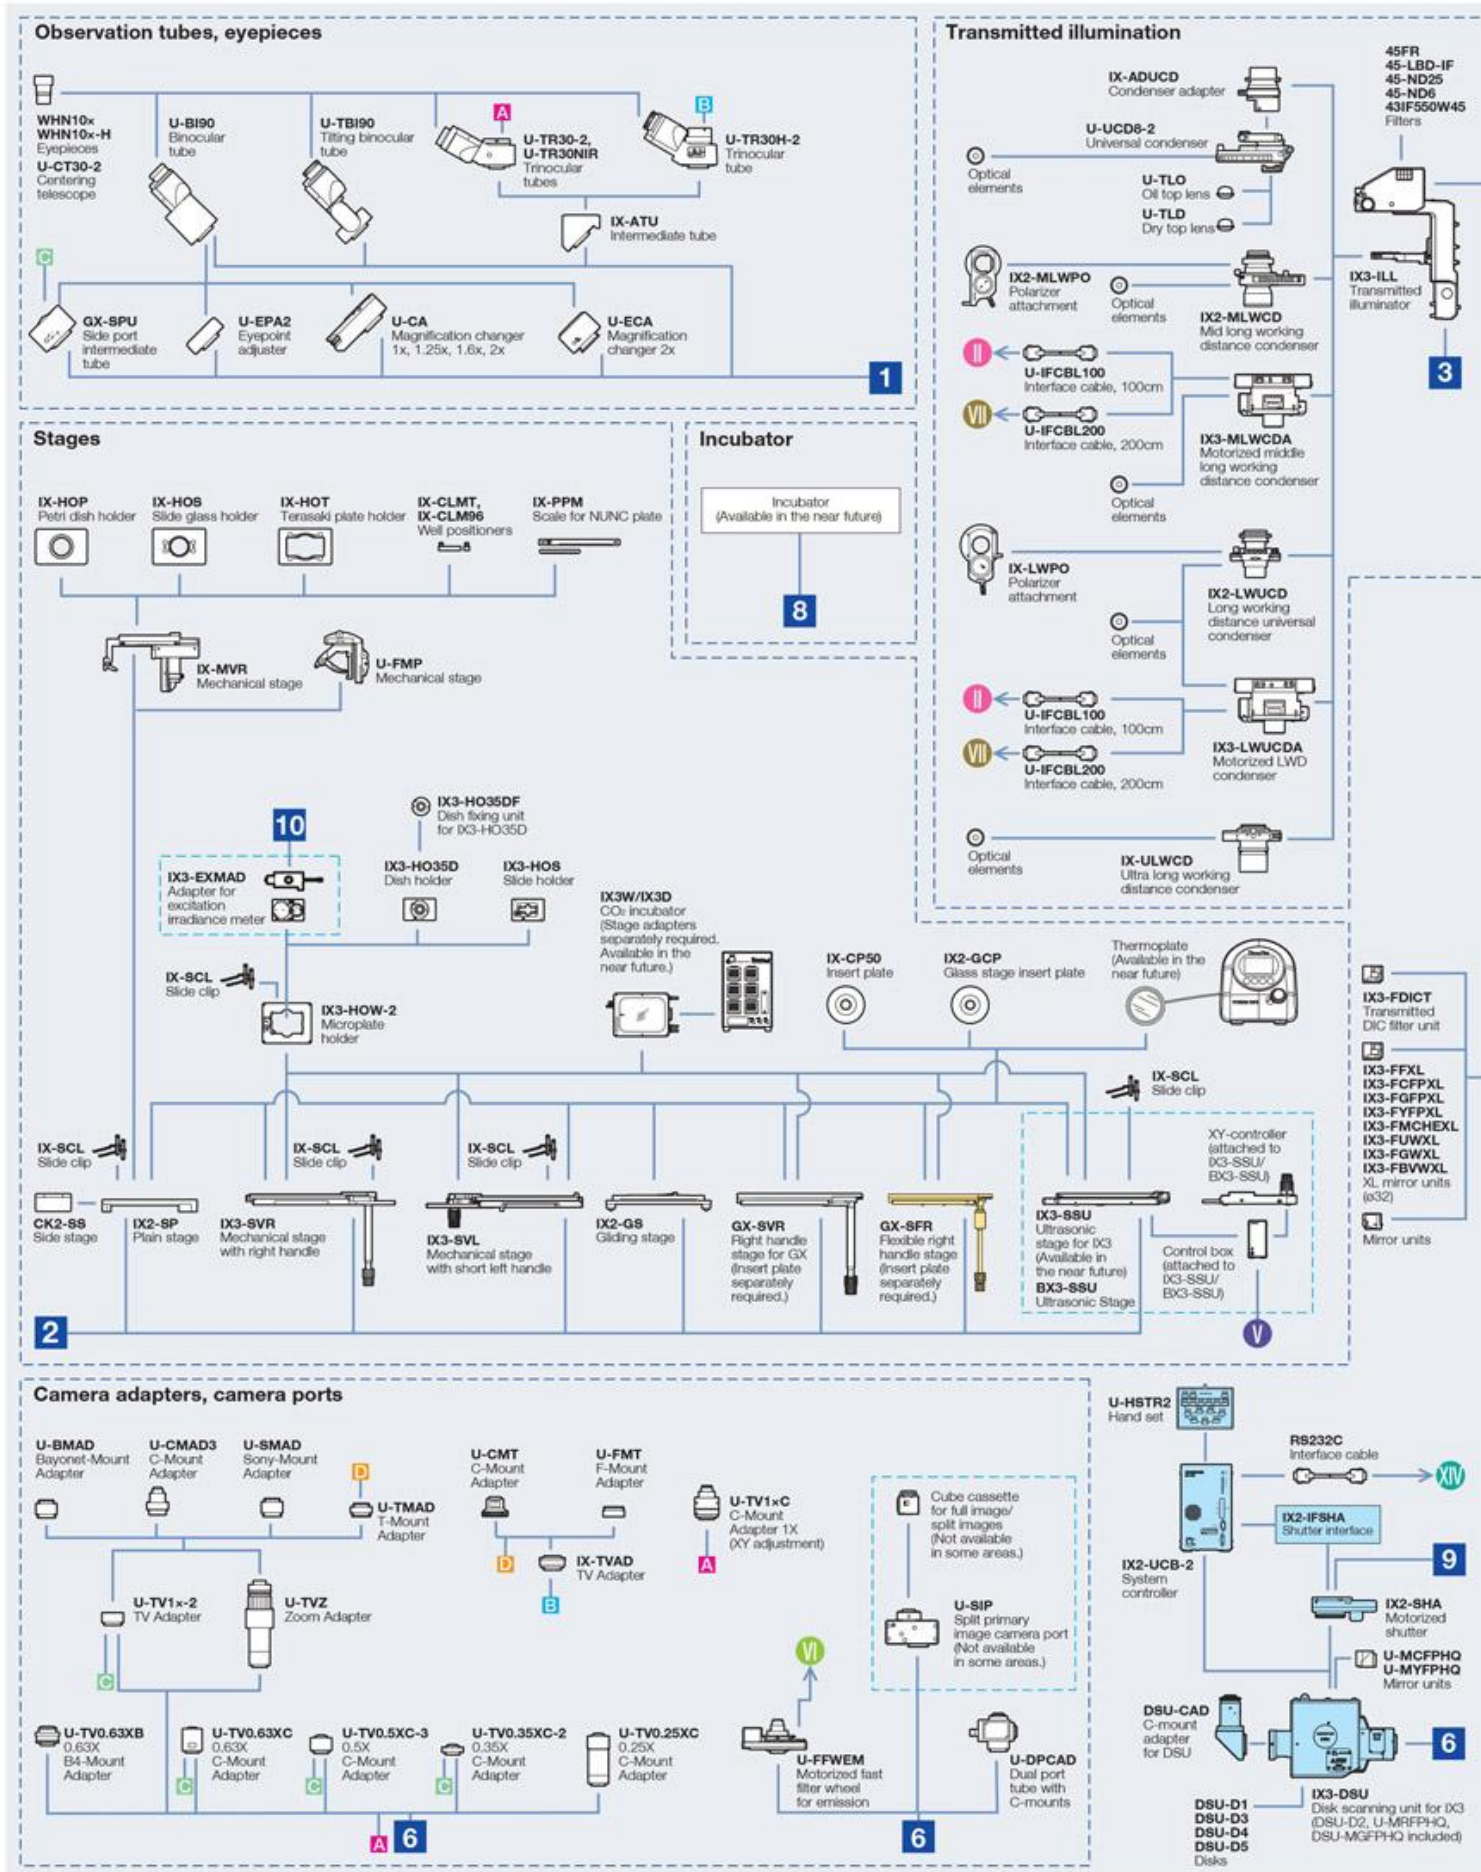 Observation tubes, eyepieces
WHN10×
WHN10×-H
Eyepieces
U-CT30-2
Centering
telescope
U-BI90
Binocular
tube
U-TBI90
Tilting binocular
tube
A
U-TR30-2,
U-TR30NIR
Trinocular
tubes
B
U-TR30H-2
Trinocular
tube
IX-ATU
Intermediate tube
C
GX-SPU
Side port
intermediate
tube
U-EPA2
Eyepoint
adjuster
U-CA
Magnification changer
1x, 1.25x, 1.6x, 2x
U-ECA
Magnification
changer 2x
1
Transmitted illumination
45FR
45-LBD-IF
45-ND25
45-ND6
43IF550W45
Filters
IX-ADUCD
Condenser adapter
U-UCD8-2
Universal condenser
Optical
elements
U-TLO
Oil top lens
U-TLD
Dry top lens
IX3-ILL
Transmitted
illuminator
IX2-MLWPO
Polarizer
attachment
Optical
elements
IX2-MLWCD
Mid long working
distance condenser
II
U-IFCBL100
Interface cable, 100cm
VII
U-IFCBL200
Interface cable, 200cm
IX3-MLWCDA
Motorized middle
long working
distance condenser
Optical
elements
3
IX-LWPO
Polarizer
attachment
IX2-LWUCD
Long working
distance universal
condenser
Optical
elements
II
U-IFCBL100
Interface cable, 100cm
VII
U-IFCBL200
Interface cable, 200cm
IX3-LWUCDA
Motorized LWD
condenser
Optical
elements
IX-ULWCD
Ultra long working
distance condenser
Stages
IX-HOP
Petri dish holder
IX-HOS
Slide glass holder
IX-HOT
Terasaki plate holder
IX-CLMT,
IX-CLM96
Well positioners
IX-PPM
Scale for NUNC plate
IX-MVR
Mechanical stage
U-FMP
Mechanical stage
Incubator
Incubator
(Available in the near future)
8
10
IX3-EXMAD
Adapter for
excitation
irradiance meter
IX3-HO35DF
Dish fixing unit
for IX3-HO35D
IX3-HO35D
Dish holder
IX3-HOS
Slide holder
IX-SCL
Slide clip
IX3-HOW-2
Microplate
holder
IX3W/IX3D
CO₂ incubator
(Stage adapters
separately required.
Available in the
near future.)
IX-CP50
Insert plate
IX2-GCP
Glass stage insert plate
Thermoplate
(Available in the
near future)
IX-SCL
Slide clip
IX-SCL
Slide clip
IX-SCL
Slide clip
IX-SCL
Slide clip
CK2-SS
Side stage
IX2-SP
Plain stage
IX3-SVR
Mechanical stage
with right handle
IX3-SVL
Mechanical stage
with short left handle
IX2-GS
Gliding stage
GX-SVR
Right handle
stage for GX
(Insert plate
separately
required.)
GX-SFR
Flexible right
handle stage
(Insert plate
separately
required.)
IX3-SSU
Ultrasonic
stage for IX3
(Available in
the near future)
BX3-SSU
Ultrasonic Stage
XY-controller
(attached to
IX3-SSU/
BX3-SSU)
Control box
(attached to
IX3-SSU/
BX3-SSU)
V
2
IX3-FDICT
Transmitted
DIC filter unit
IX3-FFXL
IX3-FCFPXL
IX3-FGFPXL
IX3-FYFPXL
IX3-FMCHEXL
IX3-FUWXL
IX3-FGWXL
IX3-FBVWXL
XL mirror units
(ø32)
Mirror units
Camera adapters, camera ports
U-BMAD
Bayonet-Mount
Adapter
U-CMAD3
C-Mount
Adapter
U-SMAD
Sony-Mount
Adapter
D
U-TMAD
T-Mount
Adapter
U-CMT
C-Mount
Adapter
U-FMT
F-Mount
Adapter
D
IX-TVAD
TV Adapter
B
U-TV1×C
C-Mount
Adapter 1X
(XY adjustment)
A
Cube cassette
for full image/
split images
(Not available
in some areas.)
U-SIP
Split primary
image camera port
(Not available
in some areas.)
U-TV1×-2
TV Adapter
U-TVZ
Zoom Adapter
C
VI
U-TV0.63XB
0.63X
B4-Mount
Adapter
U-TV0.63XC
0.63X
C-Mount
Adapter
C
U-TV0.5XC-3
0.5X
C-Mount
Adapter
C
U-TV0.35XC-2
0.35X
C-Mount
Adapter
C
U-TV0.25XC
0.25X
C-Mount
Adapter
A
6
U-FFWEM
Motorized fast
filter wheel
for emission
U-DPCAD
Dual port
tube with
C-mounts
6
U-HSTR2
Hand set
RS232C
Interface cable
XIV
IX2-IFSHA
Shutter interface
IX2-UCB-2
System
controller
9
IX2-SHA
Motorized
shutter
U-MCFPHQ
U-MYFPHQ
Mirror units
DSU-CAD
C-mount
adapter
for DSU
6
DSU-D1
DSU-D3
DSU-D4
DSU-D5
Disks
IX3-DSU
Disk scanning unit for IX3
(DSU-D2, U-MRFPHQ,
DSU-MGFPHQ included)